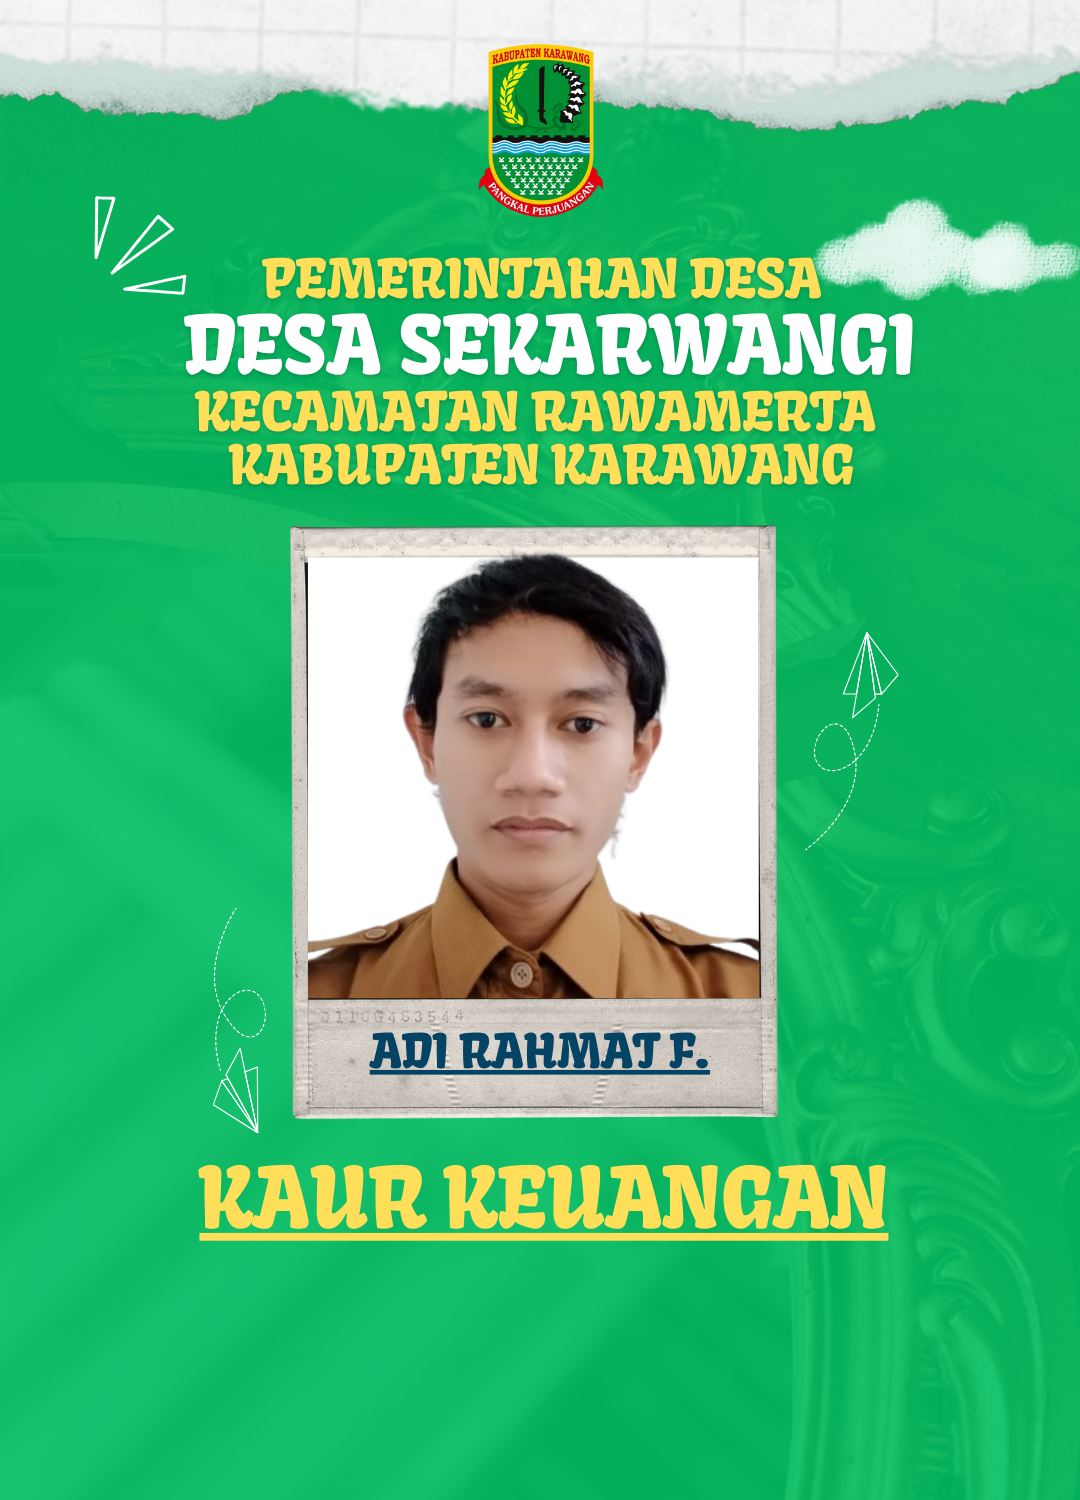 KABUPATEN KARAWANG
PANGKAL PERJUANGAN
PEMERINTAHAN DESA
DESA SEKARWANGI
KECAMATAN RAWAMERTA
KABUPATEN KARAWANG
ADI RAHMAT F.
KAUR KEUANGAN